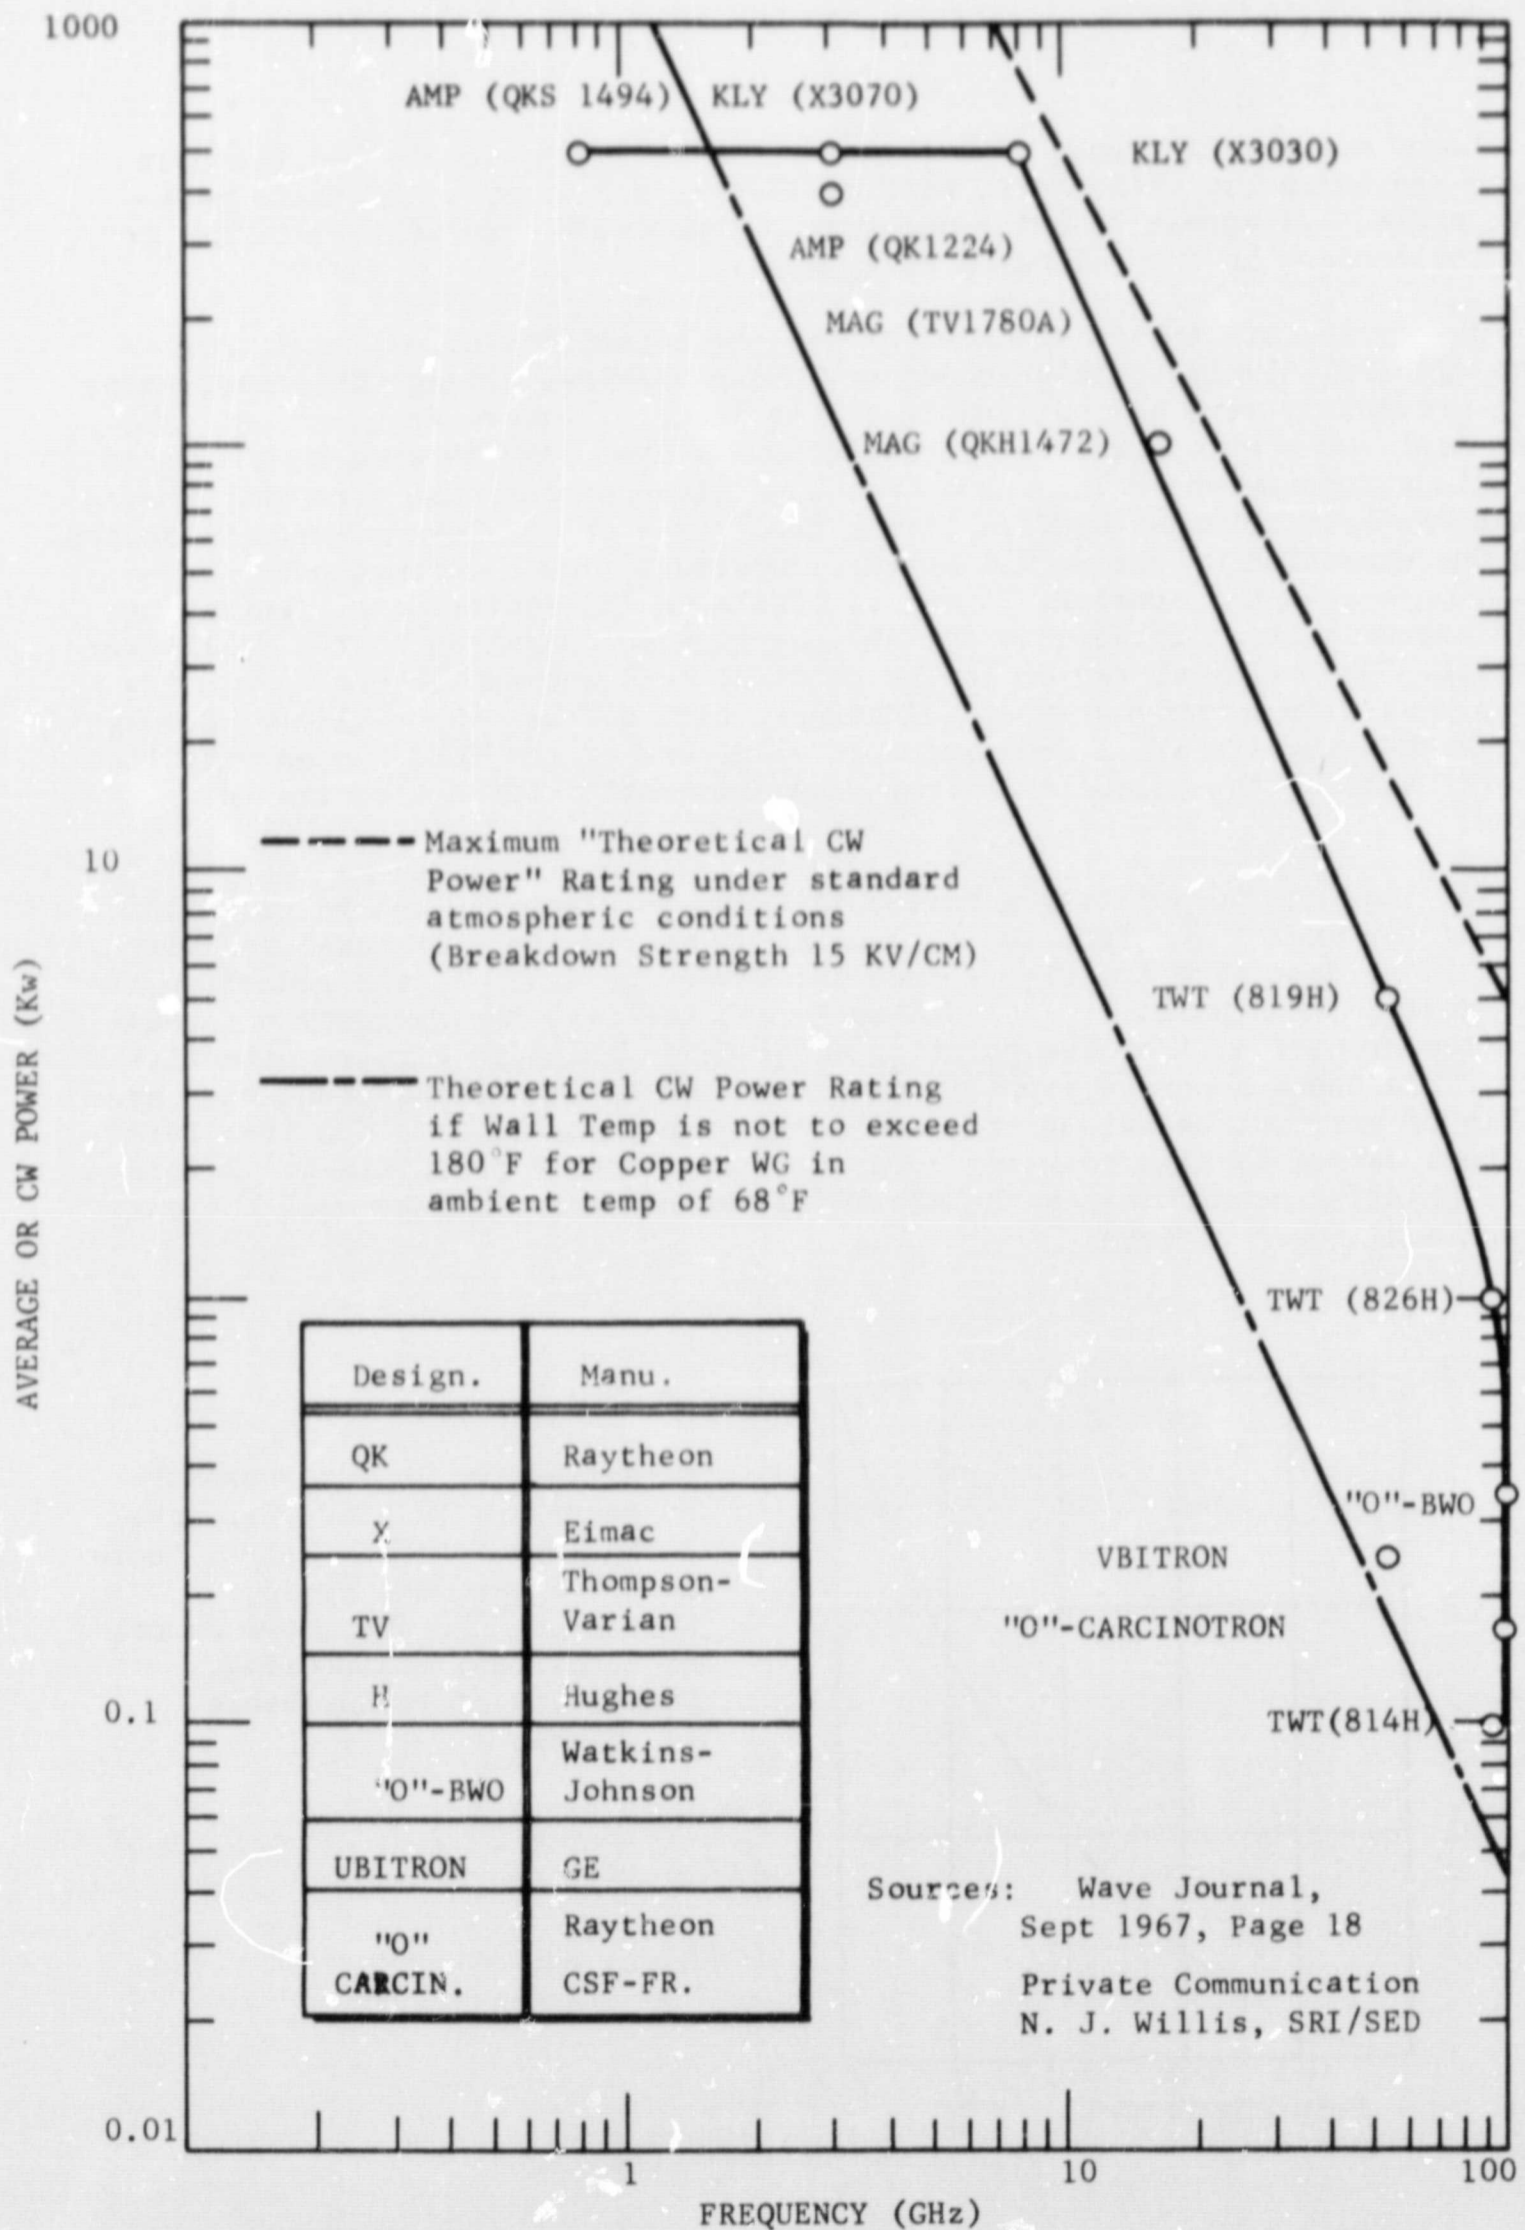 1000
AMP (QKS 1494) KLY (X3070)
KLY (X3030)
AMP (QK1224)
MAG (TV1780A)
MAG (QKH1472)
10
Maximum "Theoretical CW
Power" Rating under standard
atmospheric conditions
(Breakdown Strength 15 KV/CM)
TWT (819H)
Theoretical CW Power Rating
if Wall Temp is not to exceed
180°F for Copper WG in
ambient temp of 68°F
AVERAGE OR CW POWER (Kw)
TWT (826H)
Design. Manu.
QK Raytheon
X Eimac
Thompson-
TV Varian
H Hughes
Watkins-
"O"-BWO Johnson
UBITRON GE
"O" Raytheon
CARCIN. CSF-FR.
"O"-BWO
VBITRON
"O"-CARCINOTRON
0.1
TWT(814H)
Sources: Wave Journal,
Sept 1967, Page 18
Private Communication
N. J. Willis, SRI/SED
0.01
1 10 100
FREQUENCY (GHz)